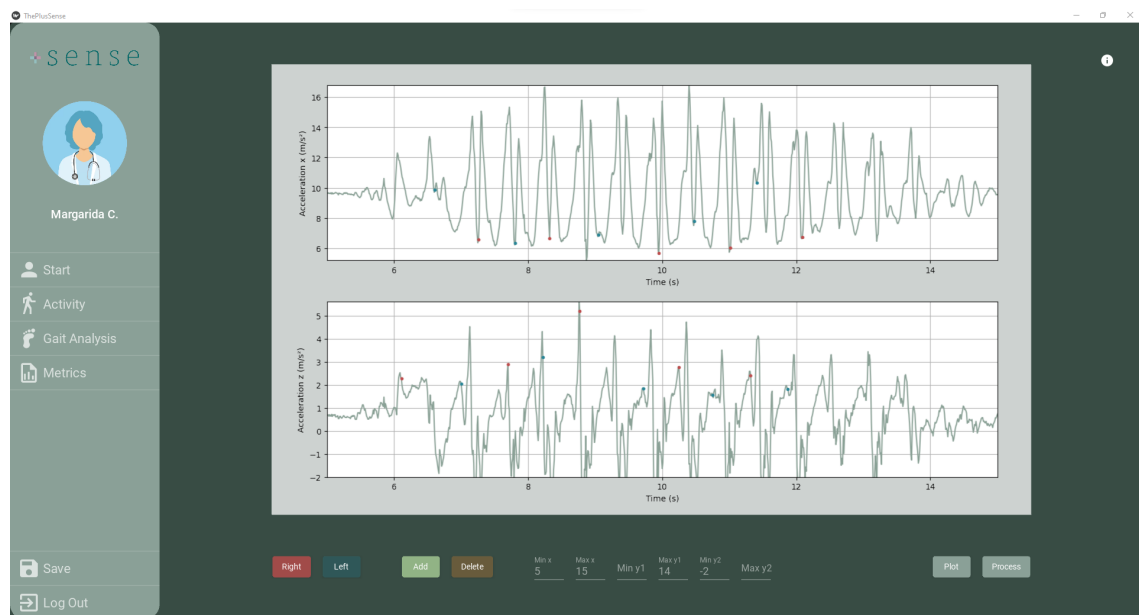 ThePlusSense
sense
Margarida C.
Start
Activity
Gait Analysis
Metrics
Save
Log Out
Acceleration x (m/s²)
16
14
12
10
8
6
6 8 10 12 14
Time (s)
Acceleration z (m/s²)
5
4
3
2
1
0
−1
−2
6 8 10 12 14
Time (s)
Right Left Add Delete
Min x Max x Max y1 Min y2
5 15 Min y1 14 -2 Max y2
Plot Process